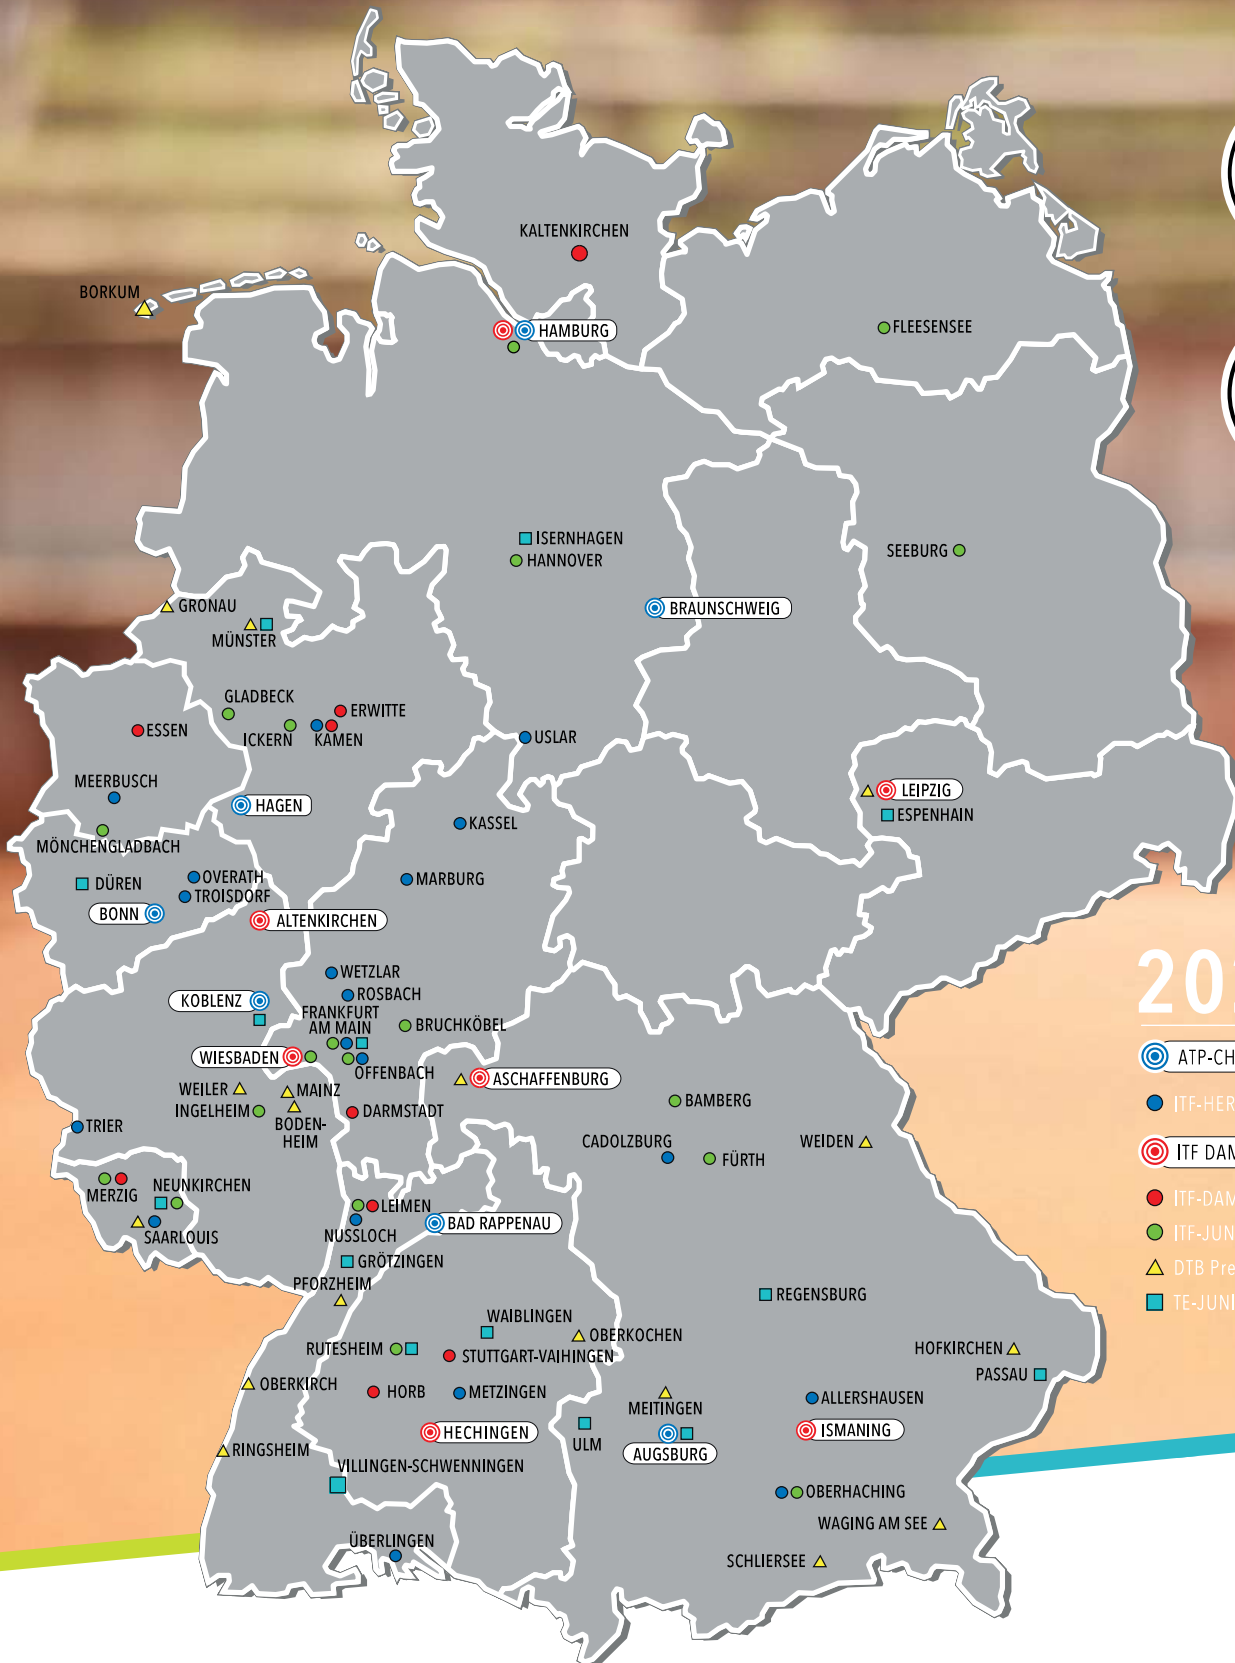 KALTENKIRCHEN
BORKUM
HAMBURG
FLEESENSEE
ISERNHAGEN
HANNOVER
SEEBURG
GRONAU
BRAUNSCHWEIG
MÜNSTER
GLADBECK
ERWITTE
ESSEN
ICKERN
KAMEN
USLAR
MEERBUSCH
HAGEN
LEIPZIG
ESPENHAIN
KASSEL
MÖNCHENGLADBACH
OVERATH
MARBURG
DÜREN
TROISDORF
BONN
ALTENKIRCHEN
WETZLAR
ROSBACH
KOBLENZ
FRANKFURT
AM MAIN
BRUCHKÖBEL
WIESBADEN
OFFENBACH
ASCHAFFENBURG
WEILER
MAINZ
INGELHEIM
BODEN-
HEIM
DARMSTADT
BAMBERG
TRIER
CADOLZBURG
FÜRTH
WEIDEN
MERZIG
NEUNKIRCHEN
SAARLOUIS
LEIMEN
NUSSLOCH
BAD RAPPENAU
GRÖTZINGEN
PFORZHEIM
REGENSBURG
WAIBLINGEN
OBERKOCHEN
RUTESHEIM
STUTTGART-VAIHINGEN
HOFKIRCHEN
PASSAU
OBERKIRCH
HORB
METZINGEN
MEITINGEN
ALLERSHAUSEN
HECHINGEN
ULM
AUGSBURG
ISMANING
RINGSHEIM
VILLINGEN-SCHWENNINGEN
OBERHACHING
WAGING AM SEE
ÜBERLINGEN
SCHLIERSEE
ATP-CH
ITF-HER
ITF DAM
ITF-DAM
ITF-JUN
DTB Pre
TE-JUNI